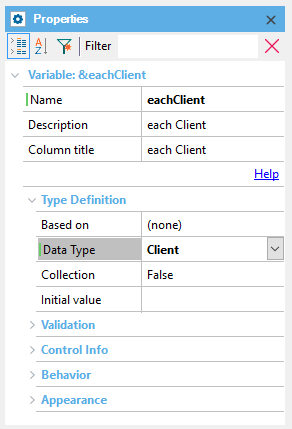 Properties
Filter
Variable: &eachClient
Name eachClient
Description each Client
Column title each Client
Help
Type Definition
Based on (none)
Data Type Client
Collection False
Initial value
Validation
Control Info
Behavior
Appearance